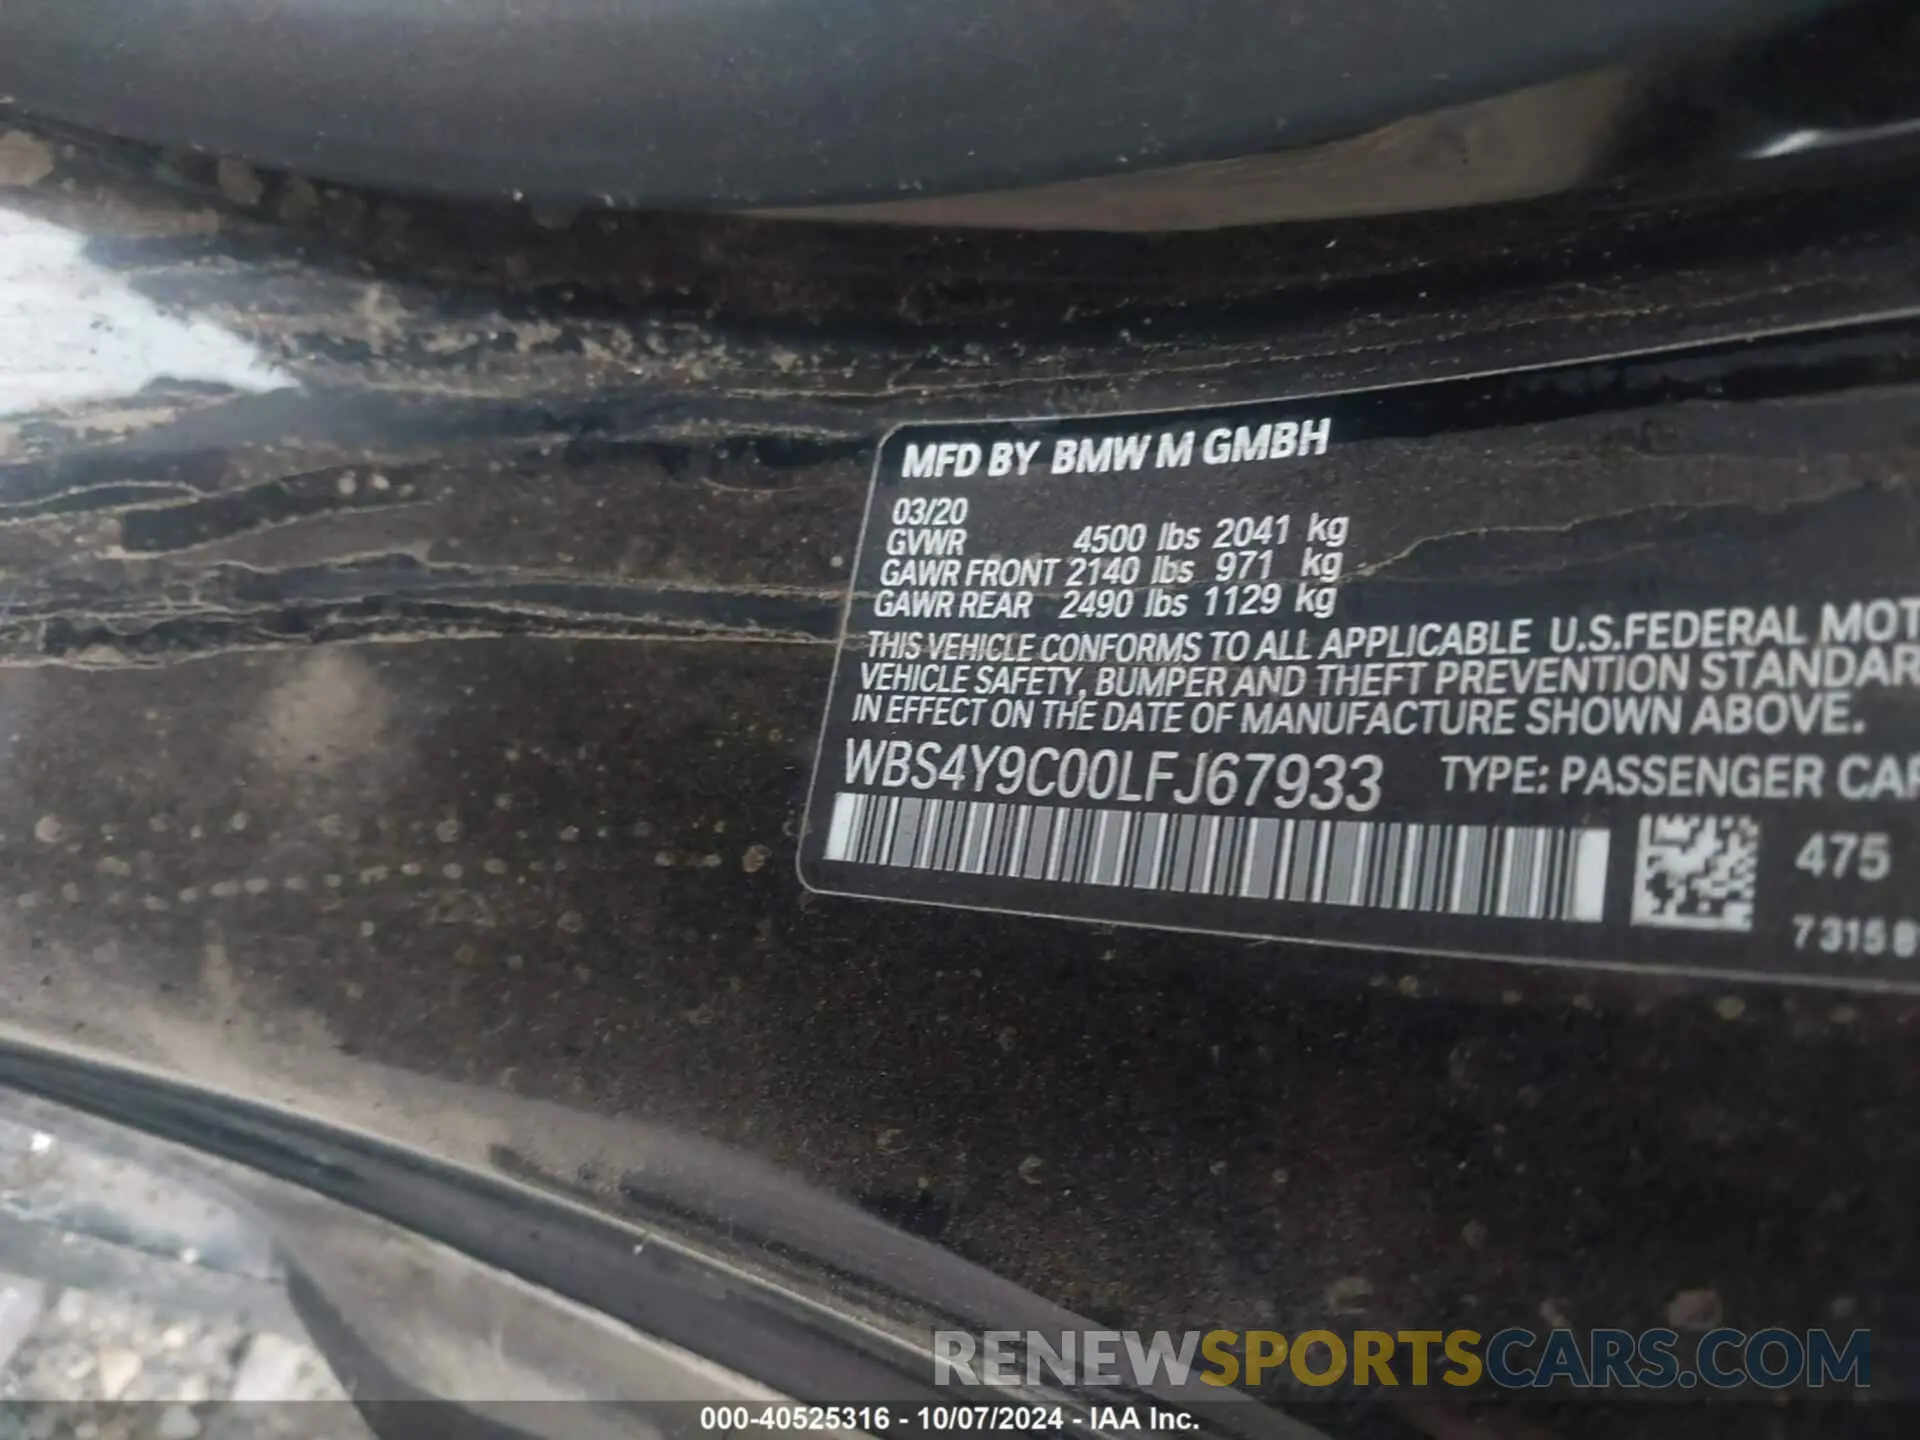 MFD BY BMW M GMBH
03/20
GVWR 4500 lbs 2041 kg
GAWR FRONT 2140 lbs 971 kg
GAWR REAR 2490 lbs 1129 kg
THIS VEHICLE CONFORMS TO ALL APPLICABLE U.S.FEDERAL MOT
VEHICLE SAFETY, BUMPER AND THEFT PREVENTION STANDAR
IN EFFECT ON THE DATE OF MANUFACTURE SHOWN ABOVE.
WBS4Y9C00LFJ67933 TYPE: PASSENGER CAR
475
RENEWSPORTSCARS.COM
000-40525316 - 10/07/2024 - IAA Inc.